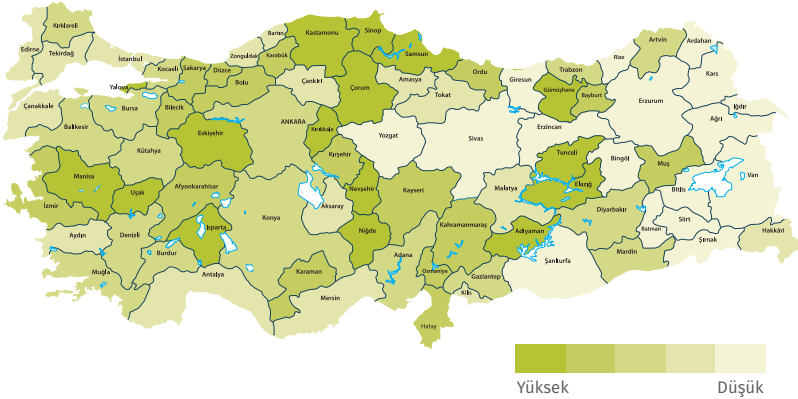 Kırklareli
Edirne
Tekirdağ
İstanbul
Kocaeli
Yalova
Sakarya
Düzce
Zonguldak
Bartın
Karabük
Bolu
Kastamonu
Sinop
Samsun
Çankırı
Çorum
Amasya
Tokat
Ordu
Giresun
Trabzon
Gümüşhane
Bayburt
Rize
Artvin
Ardahan
Kars
Iğdır
Ağrı
Erzurum
Erzincan
Çanakkale
Balıkesir
Bursa
Bilecik
Eskişehir
Kütahya
ANKARA
Kırıkkale
Kırşehir
Yozgat
Sivas
Tunceli
Bingöl
Muş
Bitlis
Van
Elazığ
Malatya
Diyarbakır
Batman
Siirt
Şırnak
Hakkâri
Mardin
Manisa
Uşak
Afyonkarahisar
İzmir
Aydın
Denizli
Muğla
Burdur
Isparta
Antalya
Konya
Aksaray
Nevşehir
Niğde
Kayseri
Karaman
Mersin
Adana
Kahramanmaraş
Osmaniye
Hatay
Gaziantep
Kilis
Adıyaman
Şanlıurfa
Yüksek
Düşük